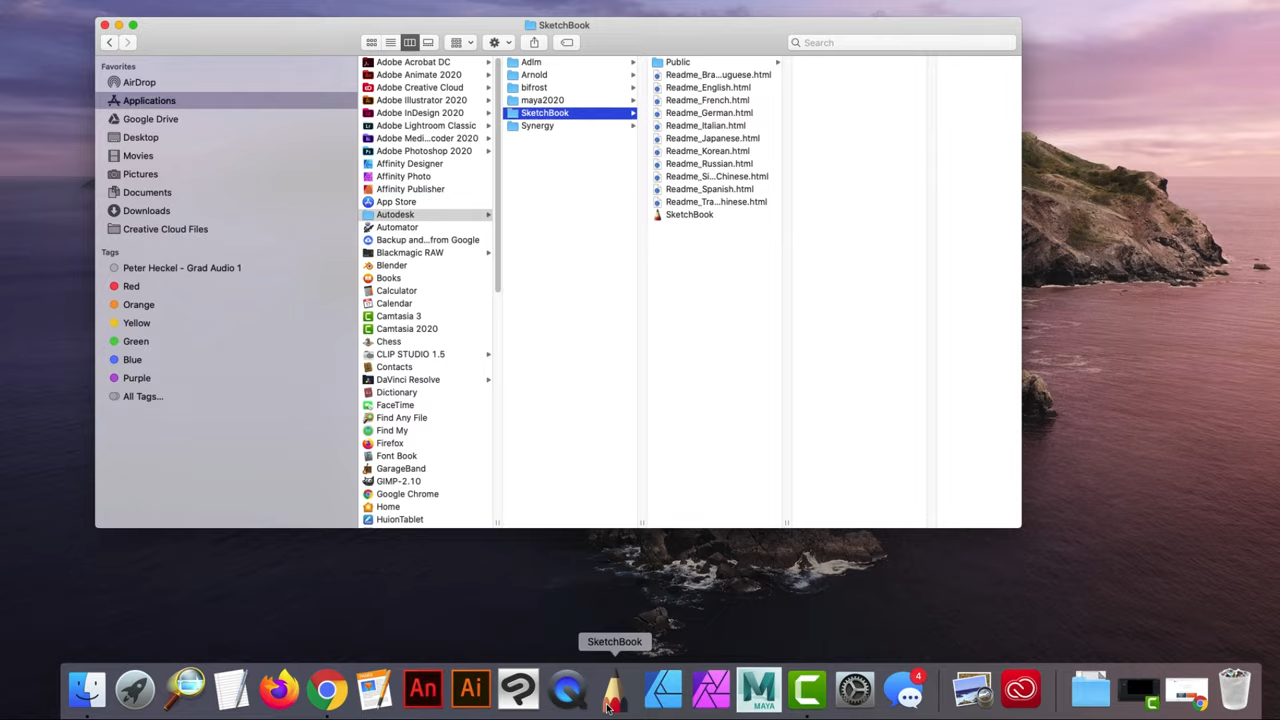 SketchBook
Search
Favorites
AirDrop
Applications
Google Drive
Desktop
Movies
Pictures
Documents
Downloads
Creative Cloud Files
Tags
Peter Heckel - Grad Audio 1
Red
Orange
Yellow
Green
Blue
Purple
All Tags...
Adobe Acrobat DC
Adobe Animate 2020
Adobe Creative Cloud
Adobe Illustrator 2020
Adobe InDesign 2020
Adobe Lightroom Classic
Adobe Medi...coder 2020
Adobe Photoshop 2020
Affinity Designer
Affinity Photo
Affinity Publisher
App Store
Autodesk
Automator
Backup and...from Google
Blackmagic RAW
Blender
Books
Calculator
Calendar
Camtasia 3
Camtasia 2020
Chess
CLIP STUDIO 1.5
Contacts
DaVinci Resolve
Dictionary
FaceTime
Find Any File
Find My
Firefox
Font Book
GarageBand
GIMP-2.10
Google Chrome
Home
HuionTablet
Adlm
Arnold
bifrost
maya2020
SketchBook
Synergy
Public
Readme_Bra...uguese.html
Readme_English.html
Readme_French.html
Readme_German.html
Readme_Italian.html
Readme_Japanese.html
Readme_Korean.html
Readme_Russian.html
Readme_Si...Chinese.html
Readme_Spanish.html
Readme_Tra...hinese.html
SketchBook
SketchBook
An
Ai
M
MAYA
C
4